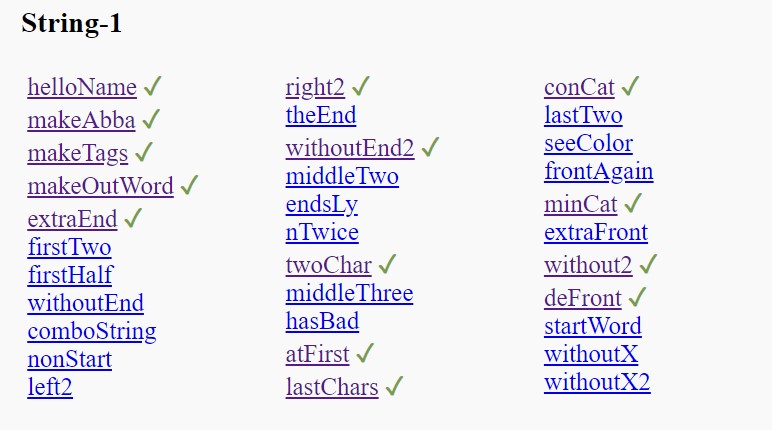 String-1
helloName ✓
makeAbba ✓
makeTags ✓
makeOutWord ✓
extraEnd ✓
firstTwo
firstHalf
withoutEnd
comboString
nonStart
left2
right2 ✓
theEnd
withoutEnd2 ✓
middleTwo
endsLy
nTwice
twoChar ✓
middleThree
hasBad
atFirst ✓
lastChars ✓
conCat ✓
lastTwo
seeColor
frontAgain
minCat ✓
extraFront
without2 ✓
deFront ✓
startWord
withoutX
withoutX2